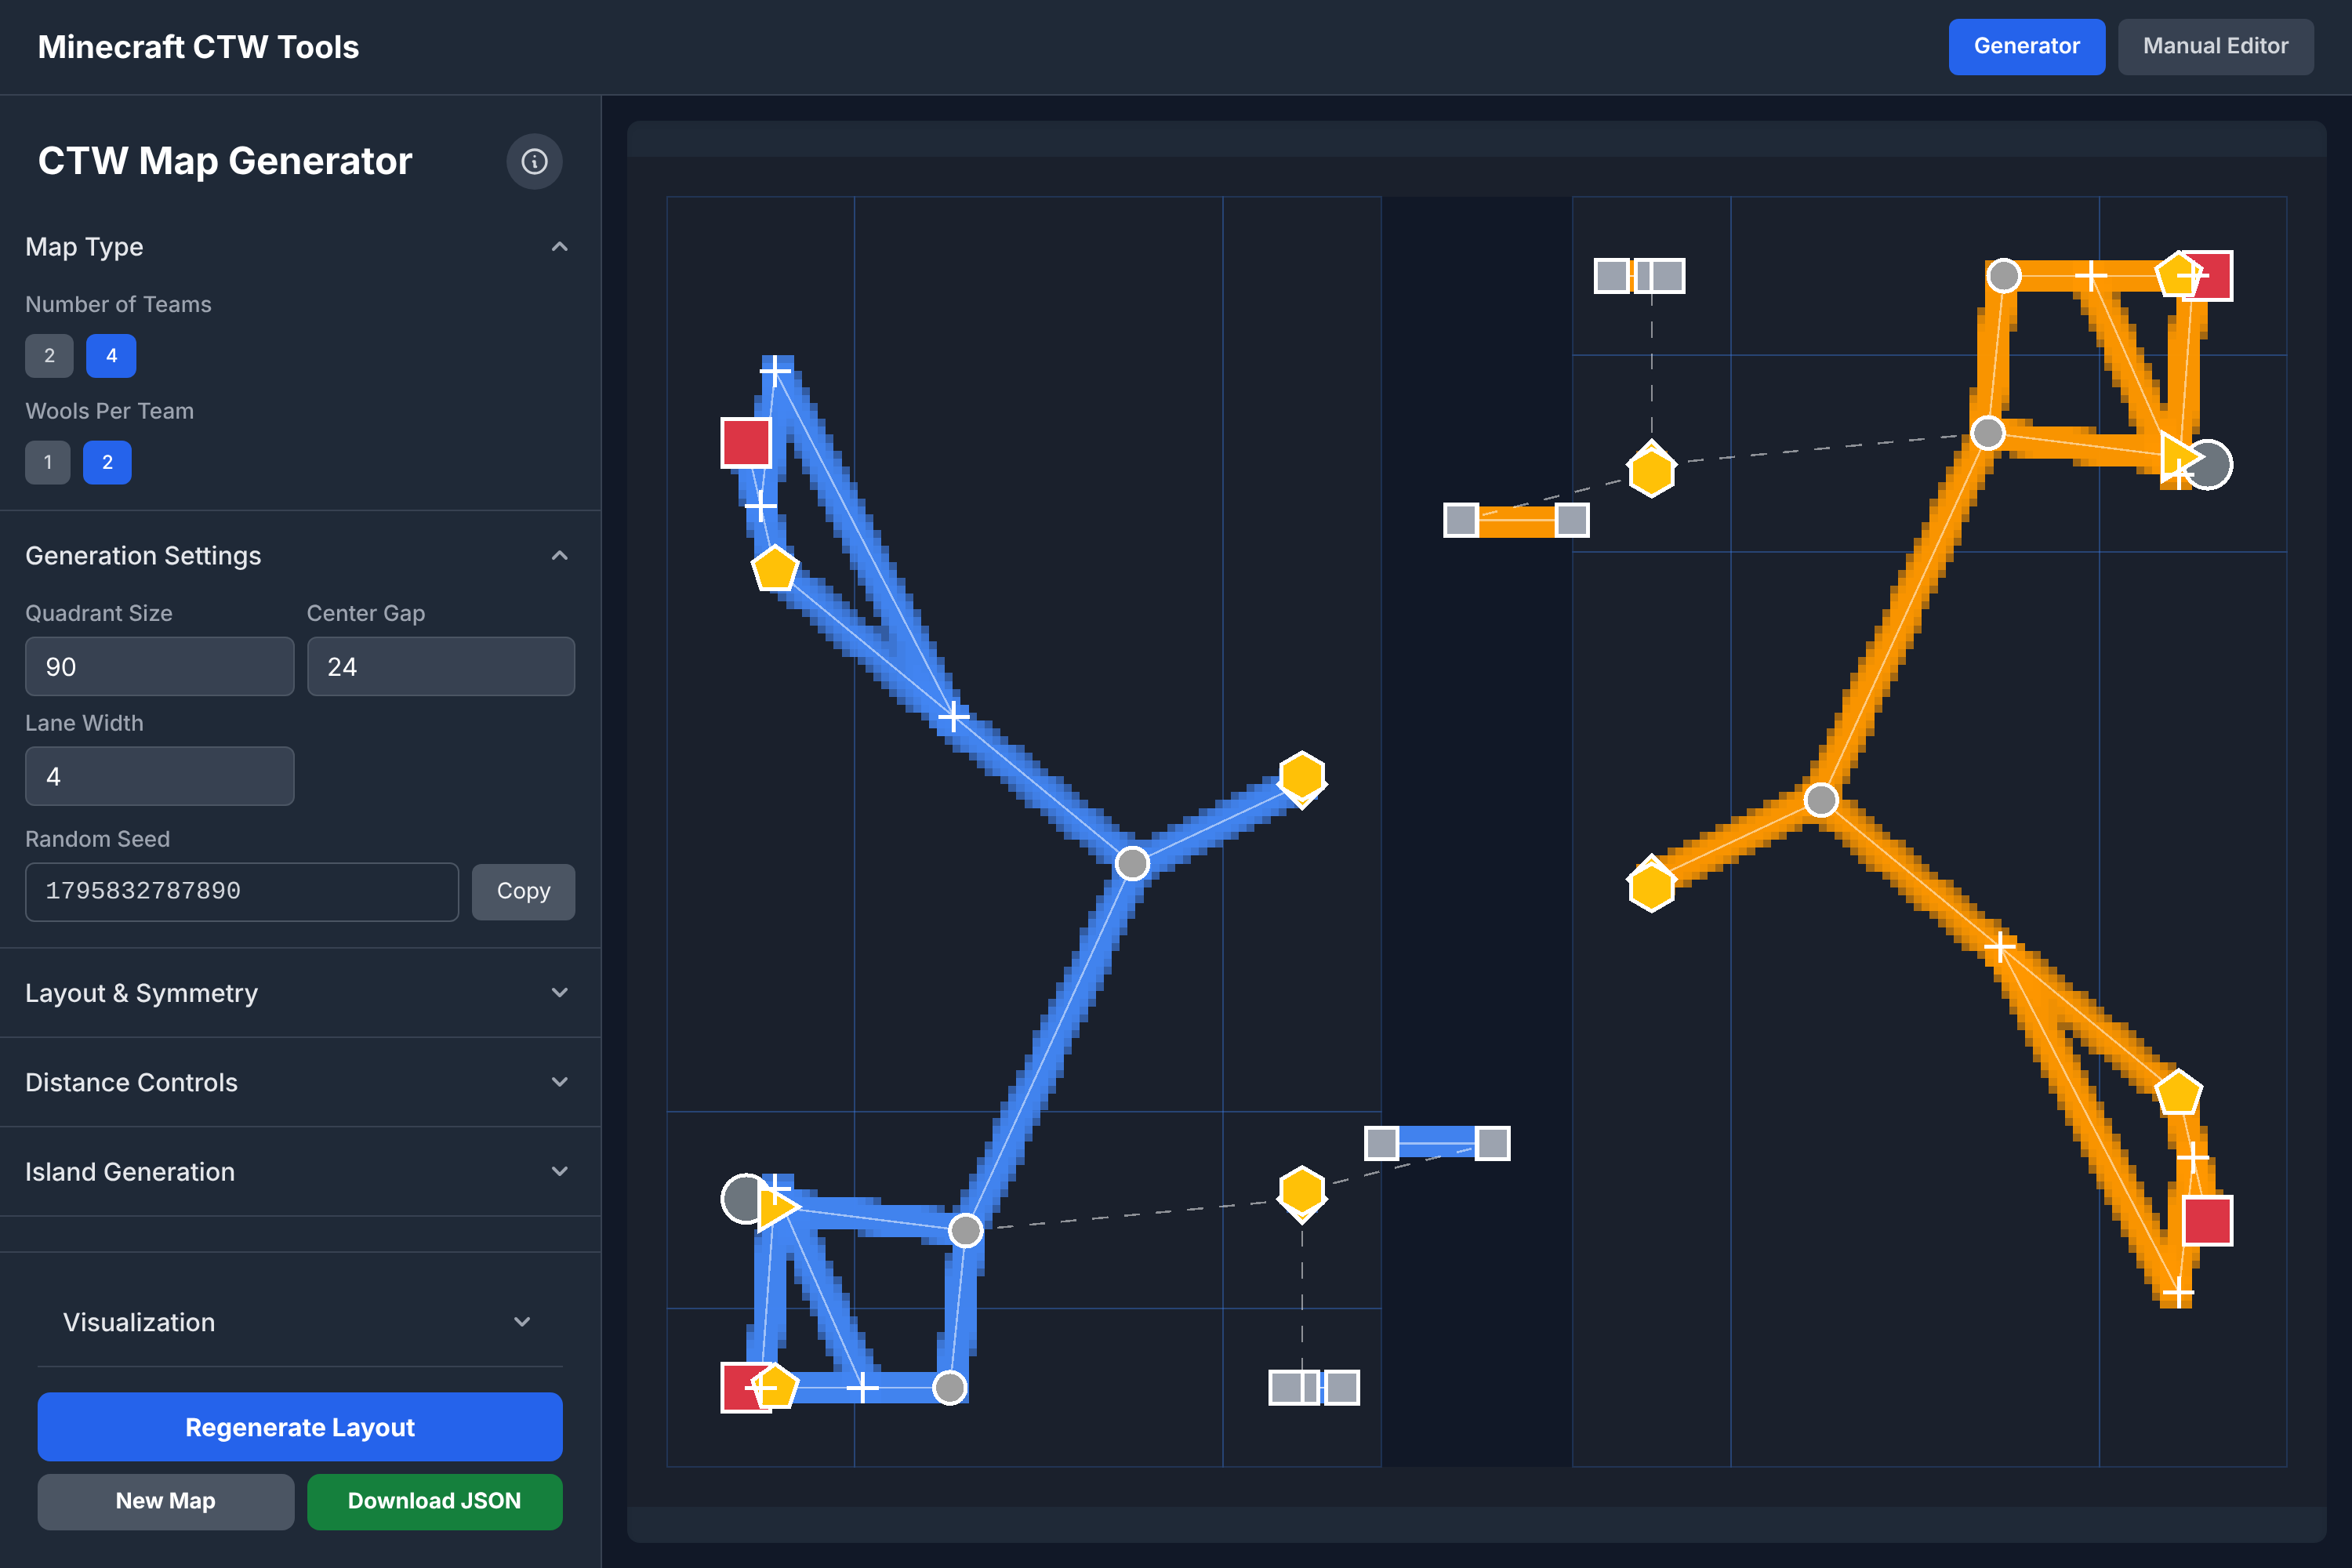 Minecraft CTW Tools
Generator
Manual Editor
CTW Map Generator
Map Type
Number of Teams
2
4
Wools Per Team
1
2
Generation Settings
Quadrant Size
Center Gap
90
24
Lane Width
4
Random Seed
1795832787890
Copy
Layout & Symmetry
Distance Controls
Island Generation
Visualization
Regenerate Layout
New Map
Download JSON